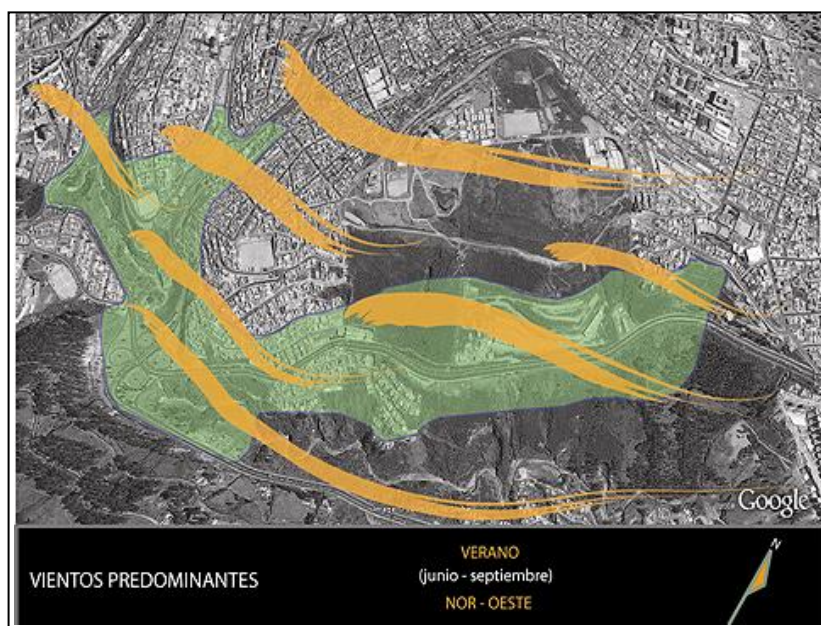 Google
N
VIENTOS PREDOMINANTES
VERANO
(junio - septiembre)
NOR - OESTE